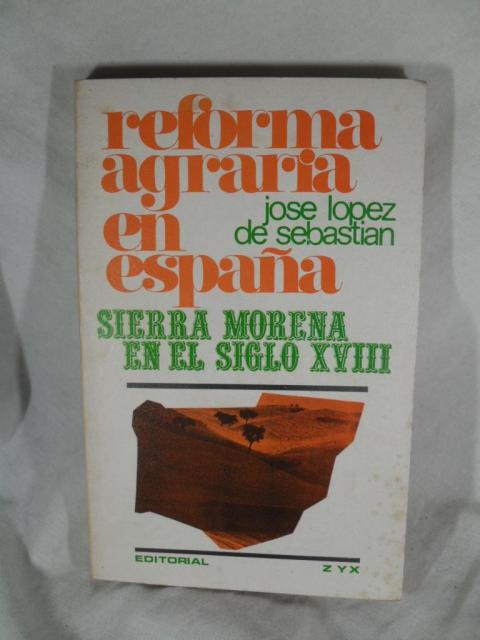 reforma
agraria
en
españa
jose lopez
de sebastian
SIERRA MORENA
EN EL SIGLO XVIII
EDITORIAL ZYX